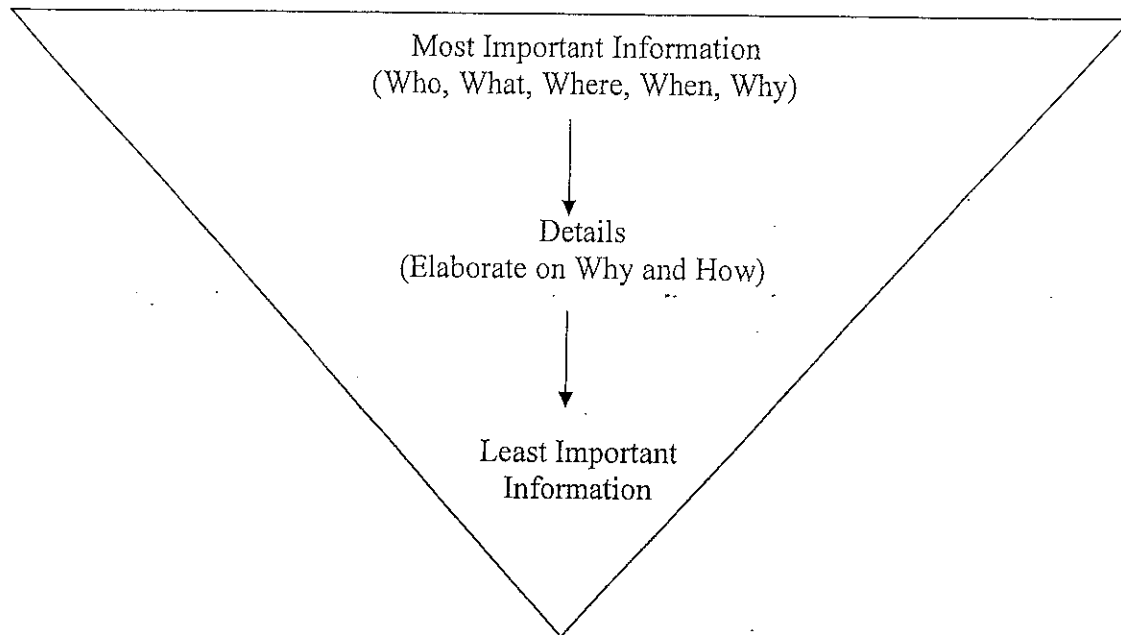 Most Important Information
(Who, What, Where, When, Why)
Details
(Elaborate on Why and How)
Least Important
Information